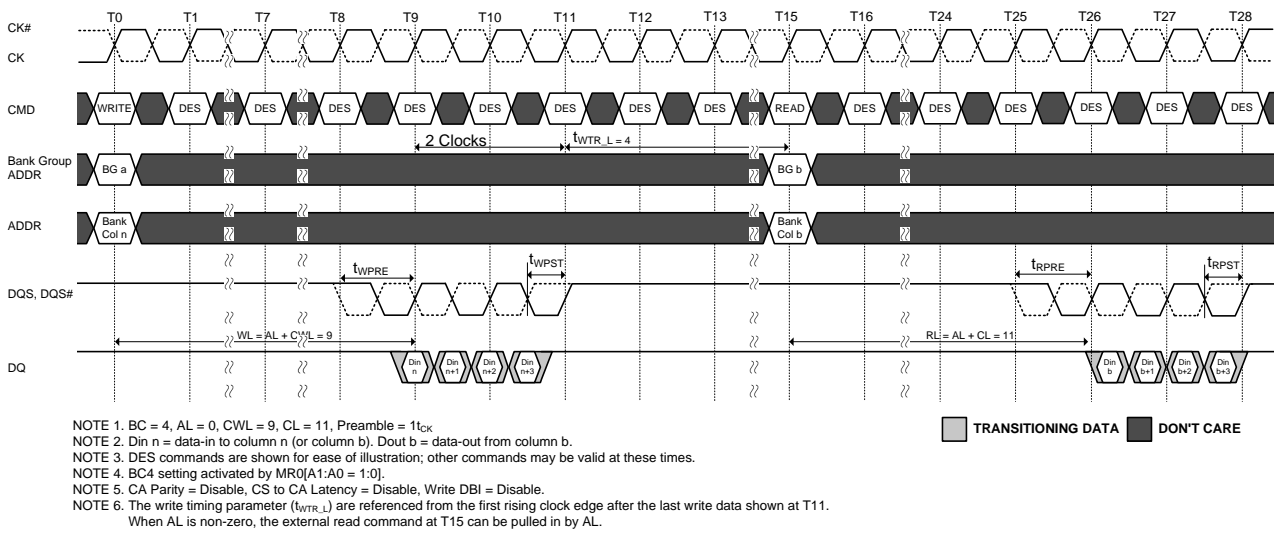 T0 T1 T7 T8 T9 T10 T11 T12 T13 T15 T16 T24 T25 T26 T27 T28
CK#
CK
CMD WRITE DES DES DES DES DES DES DES DES READ DES DES DES DES DES DES
2 Clocks tWTR_L = 4
Bank Group
ADDR
BG a BG b
ADDR
Bank
Col n
Bank
Col b
tWPRE tWPST tRPRE tRPST
DQS, DQS#
WL = AL + CWL = 9 RL = AL + CL = 11
DQ
Din
n
Din
n+1
Din
n+2
Din
n+3
Din
b
Din
b+1
Din
b+2
Din
b+3
NOTE 1. BC = 4, AL = 0, CWL = 9, CL = 11, Preamble = 1tCK
NOTE 2. Din n = data-in to column n (or column b). Dout b = data-out from column b.
NOTE 3. DES commands are shown for ease of illustration; other commands may be valid at these times.
NOTE 4. BC4 setting activated by MR0[A1:A0 = 1:0].
NOTE 5. CA Parity = Disable, CS to CA Latency = Disable, Write DBI = Disable.
NOTE 6. The write timing parameter (tWTR_L) are referenced from the first rising clock edge after the last write data shown at T11.
When AL is non-zero, the external read command at T15 can be pulled in by AL.
TRANSITIONING DATA DON'T CARE